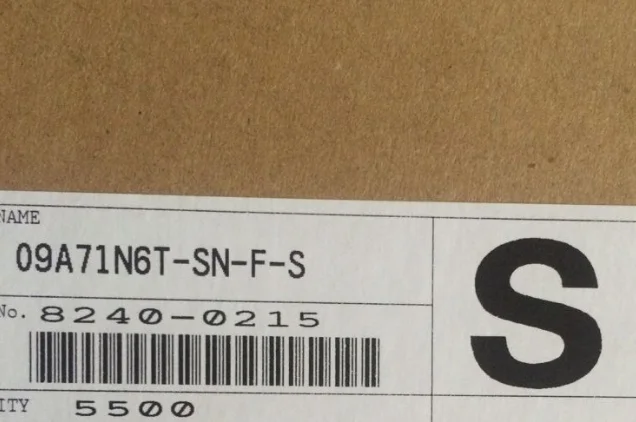 NAME
09A71N6T-SN-F-S
No. 8240-0215
ITY 5500
S